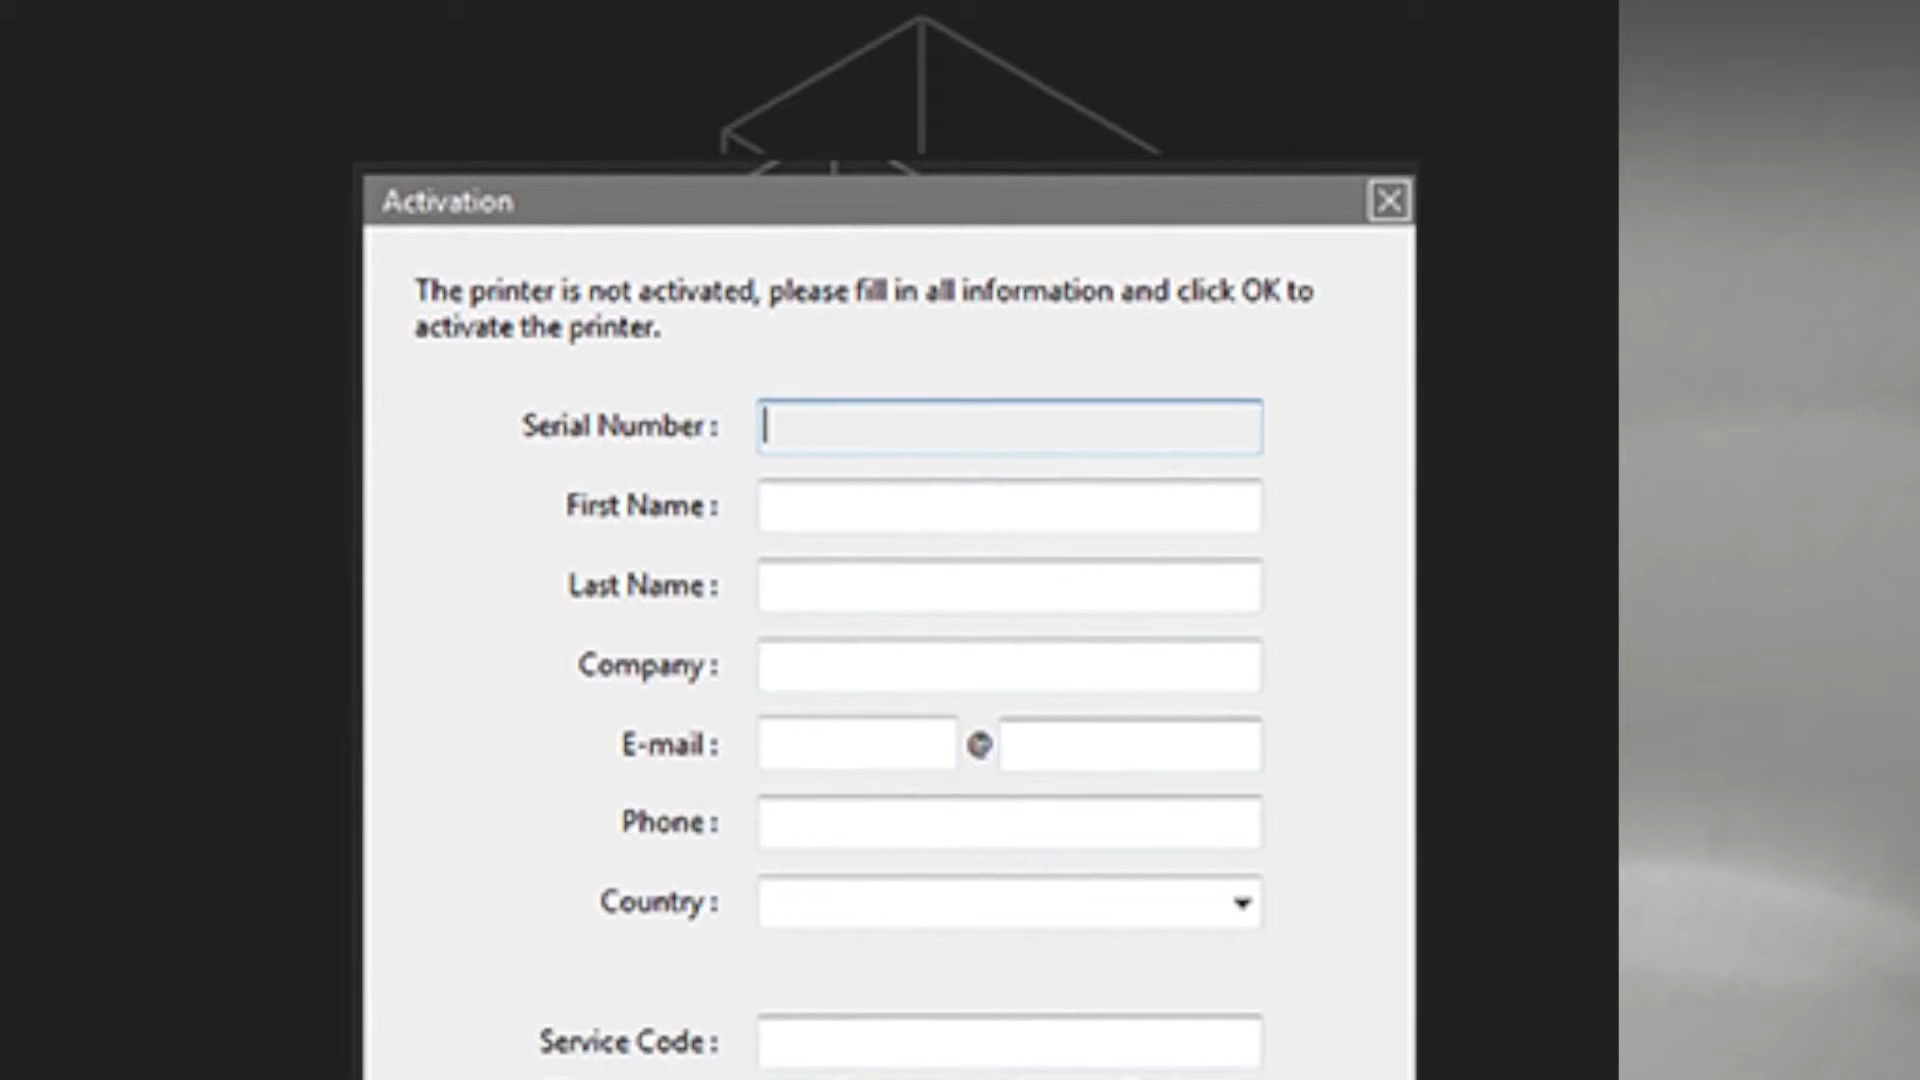 Activation
The printer is not activated, please fill in all information and click OK to
activate the printer.
Serial Number :
First Name :
Last Name :
Company :
E-mail : @
Phone :
Country :
Service Code :